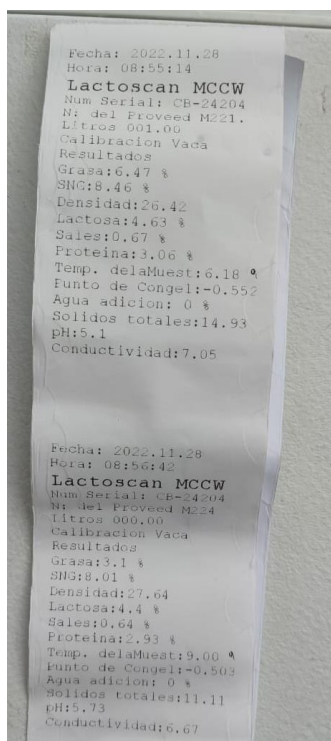 Fecha: 2022.11.28
Hora: 08:55:14
Lactoscan MCCW
Num Serial: CB-24204
N: del Proveed M221.
Litros 001.00
Calibracion Vaca
Resultados
Grasa:6.47 %
SNG:8.46 %
Densidad:26.42
Lactosa:4.63 %
Sales:0.67 %
Proteina:3.06 %
Temp. delaMuest:6.18 °
Punto de Congel:-0.552
Agua adicion: 0 %
Solidos totales:14.93
pH:5.1
Conductividad:7.05
Fecha: 2022.11.28
Hora: 08:56:42
Lactoscan MCCW
Num Serial: CB-24204
N: del Proveed M224
Litros 000.00
Calibracion Vaca
Resultados
Grasa:3.1 %
SNG:8.01 %
Densidad:27.64
Lactosa:4.4 %
Sales:0.64 %
Proteina:2.93 %
Temp. delaMuest:9.00 °
Punto de Congel:-0.503
Agua adicion: 0 %
Solidos totales:11.11
pH:5.73
Conductividad:6.67